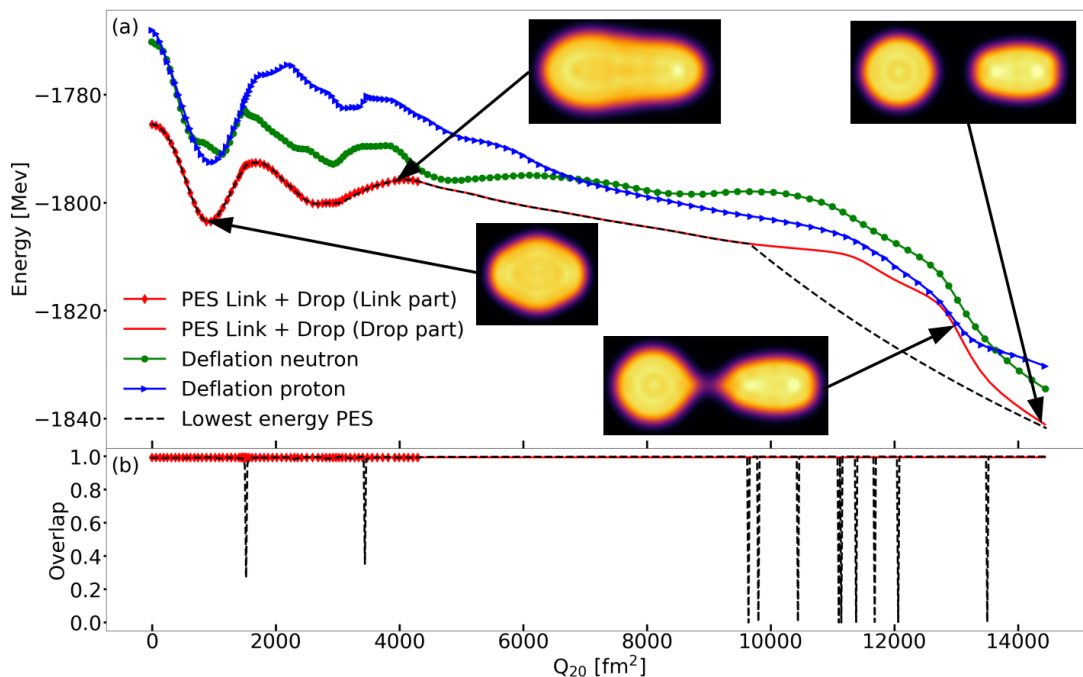 (a)
−1780
−1800
−1820
−1840
Energy [Mev]
PES Link + Drop (Link part)
PES Link + Drop (Drop part)
Deflation neutron
Deflation proton
Lowest energy PES
(b)
1.0
0.8
0.6
0.4
0.2
0.0
Overlap
0 2000 4000 6000 8000 10000 12000 14000
Q₂₀ [fm²]